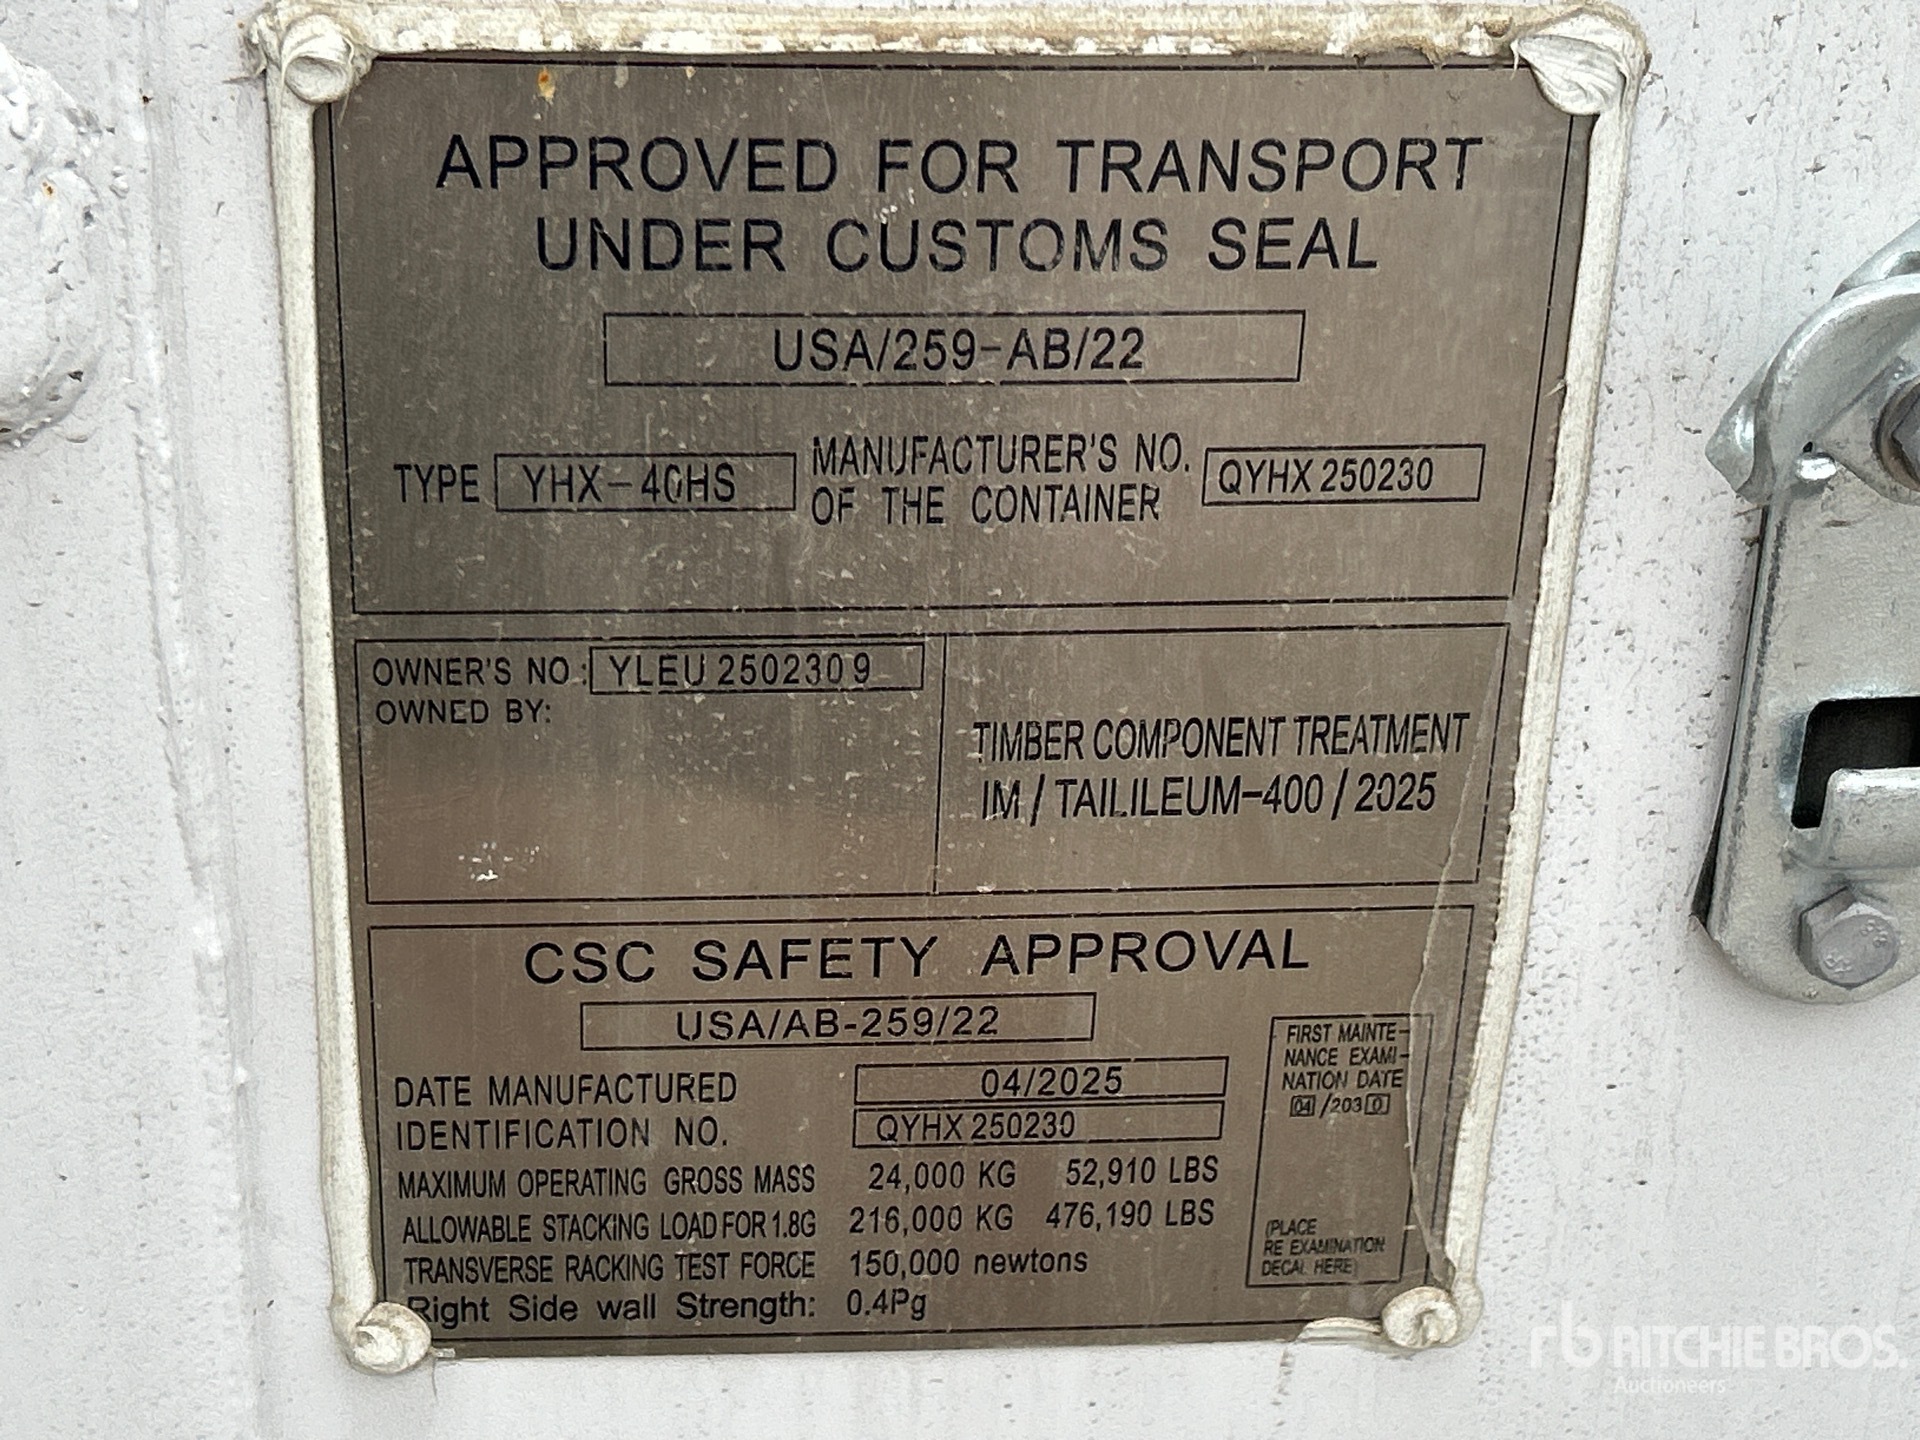 APPROVED FOR TRANSPORT
UNDER CUSTOMS SEAL
USA/259-AB/22
TYPE YHX-40HS MANUFACTURER'S NO. OF THE CONTAINER QYHX 250230
OWNER'S NO: YLEU 250230 9
OWNED BY:
TIMBER COMPONENT TREATMENT
IM / TAILILEUM-400 / 2025
CSC SAFETY APPROVAL
USA/AB-259/22
DATE MANUFACTURED 04/2025
IDENTIFICATION NO. QYHX 250230
MAXIMUM OPERATING GROSS MASS 24,000 KG 52,910 LBS
ALLOWABLE STACKING LOAD FOR 1.8G 216,000 KG 476,190 LBS
TRANSVERSE RACKING TEST FORCE 150,000 newtons
Right Side wall Strength: 0.4Pg
FIRST MAINTE-
NANCE EXAMI-
NATION DATE
04/2030
(PLACE
RE EXAMINATION
DECAL HERE)
8.8
rb RITCHIE BROS.
Auctioneers